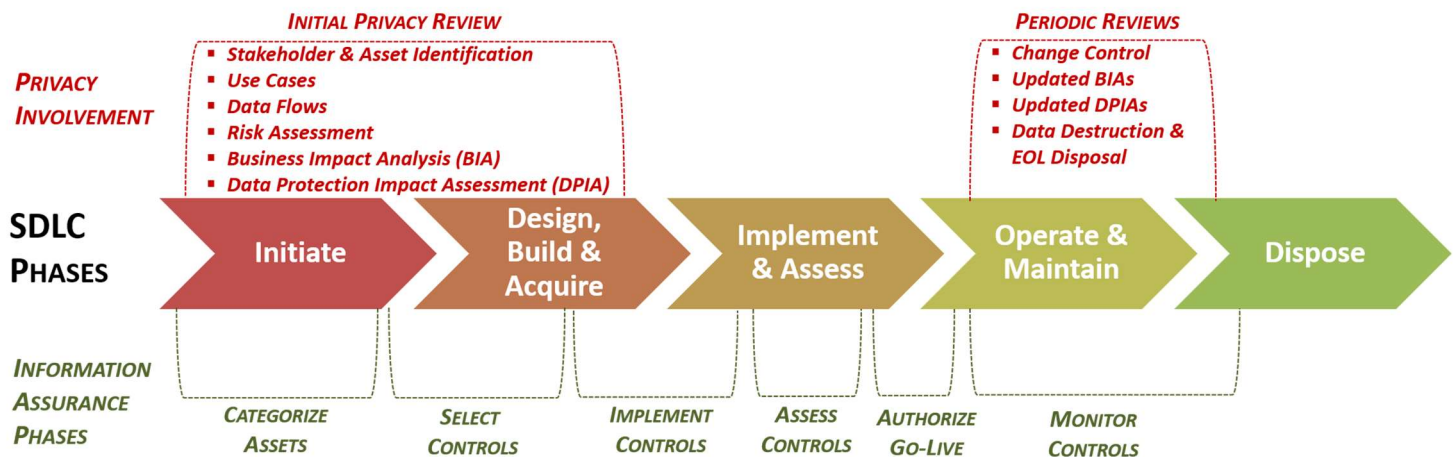 INITIAL PRIVACY REVIEW
▪ Stakeholder & Asset Identification
▪ Use Cases
▪ Data Flows
▪ Risk Assessment
▪ Business Impact Analysis (BIA)
▪ Data Protection Impact Assessment (DPIA)
PERIODIC REVIEWS
▪ Change Control
▪ Updated BIAs
▪ Updated DPIAs
▪ Data Destruction &
EOL Disposal
PRIVACY
INVOLVEMENT
SDLC
PHASES
Initiate
Design,
Build &
Acquire
Implement
& Assess
Operate &
Maintain
Dispose
INFORMATION
ASSURANCE
PHASES
CATEGORIZE
ASSETS
SELECT
CONTROLS
IMPLEMENT
CONTROLS
ASSESS
CONTROLS
AUTHORIZE
GO-LIVE
MONITOR
CONTROLS